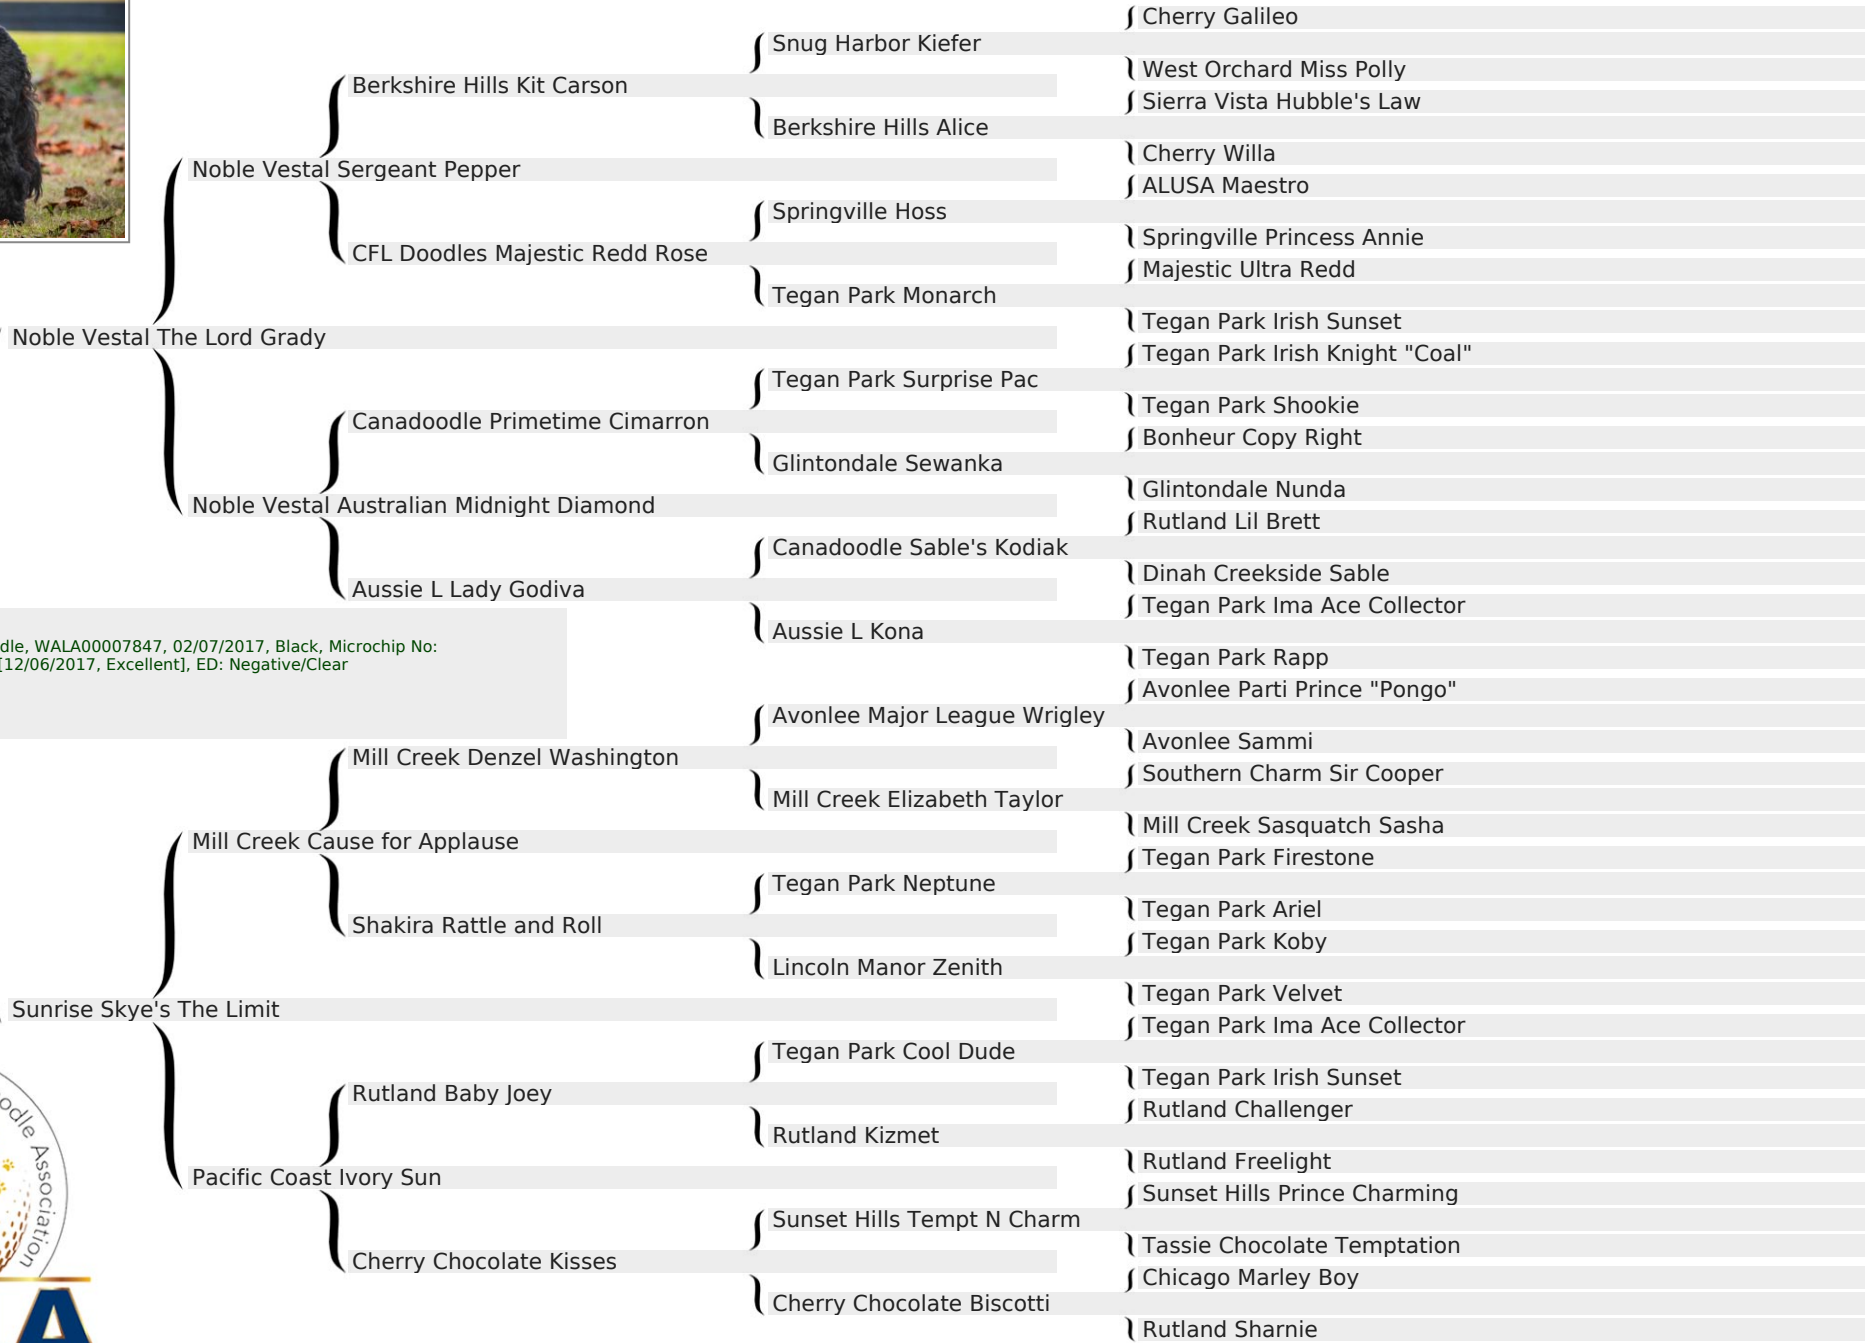 Cherry Galileo
Snug Harbor Kiefer
West Orchard Miss Polly
Berkshire Hills Kit Carson
Sierra Vista Hubble's Law
Berkshire Hills Alice
Cherry Willa
Noble Vestal Sergeant Pepper
ALUSA Maestro
Springville Hoss
Springville Princess Annie
CFL Doodles Majestic Redd Rose
Majestic Ultra Redd
Tegan Park Monarch
Tegan Park Irish Sunset
Noble Vestal The Lord Grady
Tegan Park Irish Knight "Coal"
Tegan Park Surprise Pac
Tegan Park Shookie
Canadoodle Primetime Cimarron
Bonheur Copy Right
Glintondale Sewanka
Glintondale Nunda
Noble Vestal Australian Midnight Diamond
Rutland Lil Brett
Canadoodle Sable's Kodiak
Dinah Creekside Sable
Aussie L Lady Godiva
Tegan Park Ima Ace Collector
Aussie L Kona
dle, WALA00007847, 02/07/2017, Black, Microchip No:
[12/06/2017, Excellent], ED: Negative/Clear
Tegan Park Rapp
Avonlee Parti Prince "Pongo"
Avonlee Major League Wrigley
Avonlee Sammi
Mill Creek Denzel Washington
Southern Charm Sir Cooper
Mill Creek Elizabeth Taylor
Mill Creek Sasquatch Sasha
Mill Creek Cause for Applause
Tegan Park Firestone
Tegan Park Neptune
Tegan Park Ariel
Shakira Rattle and Roll
Tegan Park Koby
Lincoln Manor Zenith
Tegan Park Velvet
Sunrise Skye's The Limit
Tegan Park Ima Ace Collector
Tegan Park Cool Dude
Tegan Park Irish Sunset
Rutland Baby Joey
Rutland Challenger
Rutland Kizmet
Rutland Freelight
Pacific Coast Ivory Sun
Sunset Hills Prince Charming
Sunset Hills Tempt N Charm
Tassie Chocolate Temptation
Cherry Chocolate Kisses
Chicago Marley Boy
Cherry Chocolate Biscotti
Rutland Sharnie
odle Association
A